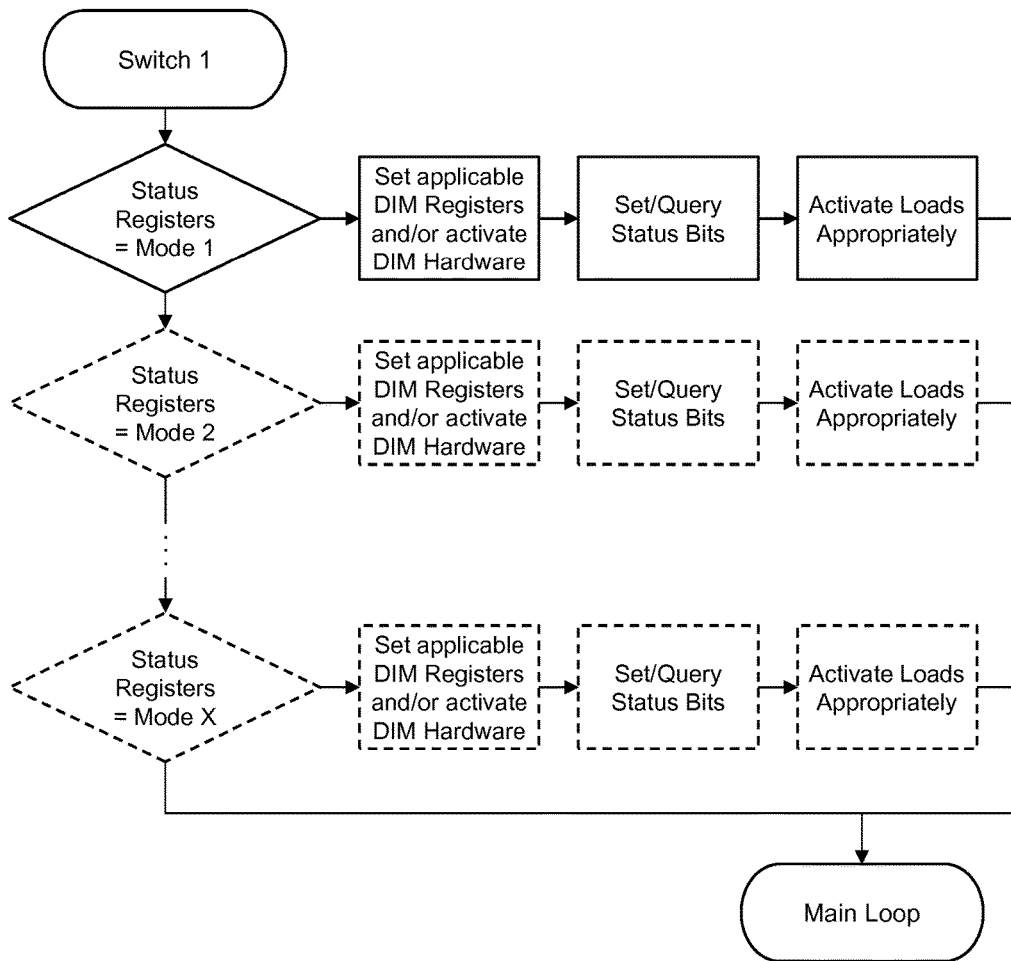 Switch 1
Status
Registers
= Mode 1
Set applicable
DIM Registers
and/or activate
DIM Hardware
Set/Query
Status Bits
Activate Loads
Appropriately
Status
Registers
= Mode 2
Set applicable
DIM Registers
and/or activate
DIM Hardware
Set/Query
Status Bits
Activate Loads
Appropriately
Status
Registers
= Mode X
Set applicable
DIM Registers
and/or activate
DIM Hardware
Set/Query
Status Bits
Activate Loads
Appropriately
Main Loop